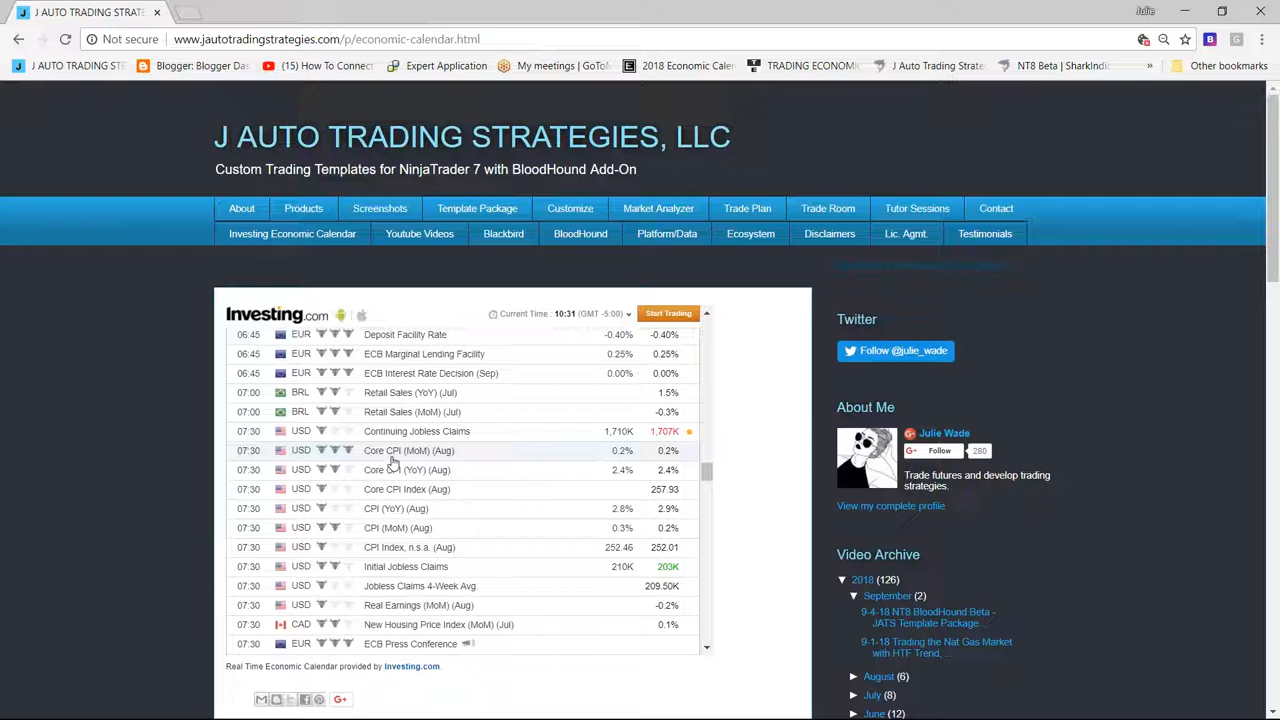 J AUTO TRADING STRATE
Julie
Not secure www.jautotradingstrategies.com/p/economic-calendar.html
J AUTO TRADING STR Blogger: Blogger Das (15) How To Connect Expert Application My meetings | GoToM 2018 Economic Calen TRADING ECONOMI J Auto Trading Strate NT8 Beta | SharkIndic » Other bookmarks
J AUTO TRADING STRATEGIES, LLC
Custom Trading Templates for NinjaTrader 7 with BloodHound Add-On
About Products Screenshots Template Package Customize Market Analyzer Trade Plan Trade Room Tutor Sessions Contact
Investing Economic Calendar Youtube Videos Blackbird BloodHound Platform/Data Ecosystem Disclaimers Lic. Agmt. Testimonials
Investing.com Current Time : 10:31 (GMT -5:00) Start Trading
06:45 EUR Deposit Facility Rate -0.40% -0.40%
06:45 EUR ECB Marginal Lending Facility 0.25% 0.25%
06:45 EUR ECB Interest Rate Decision (Sep) 0.00% 0.00%
07:00 BRL Retail Sales (YoY) (Jul) 1.5%
07:00 BRL Retail Sales (MoM) (Jul) -0.3%
07:30 USD Continuing Jobless Claims 1,710K 1,707K
07:30 USD Core CPI (MoM) (Aug) 0.2% 0.2%
07:30 USD Core (YoY) (Aug) 2.4% 2.4%
07:30 USD Core CPI Index (Aug) 257.93
07:30 USD CPI (YoY) (Aug) 2.8% 2.9%
07:30 USD CPI (MoM) (Aug) 0.3% 0.2%
07:30 USD CPI Index, n.s.a. (Aug) 252.46 252.01
07:30 USD Initial Jobless Claims 210K 203K
07:30 USD Jobless Claims 4-Week Avg. 209.50K
07:30 USD Real Earnings (MoM) (Aug) -0.2%
07:30 CAD New Housing Price Index (MoM) (Jul) 0.1%
07:30 EUR ECB Press Conference
Real Time Economic Calendar provided by Investing.com.
G+
Twitter
Follow @julie_wade
About Me
Julie Wade
Follow 280
Trade futures and develop trading
strategies.
View my complete profile
Video Archive
▼ 2018 (126)
▼ September (2)
9-4-18 NT8 BloodHound Beta -
JATS Template Package...
9-1-18 Trading the Nat Gas Market
with HTF Trend, ...
► August (6)
► July (8)
► June (12)